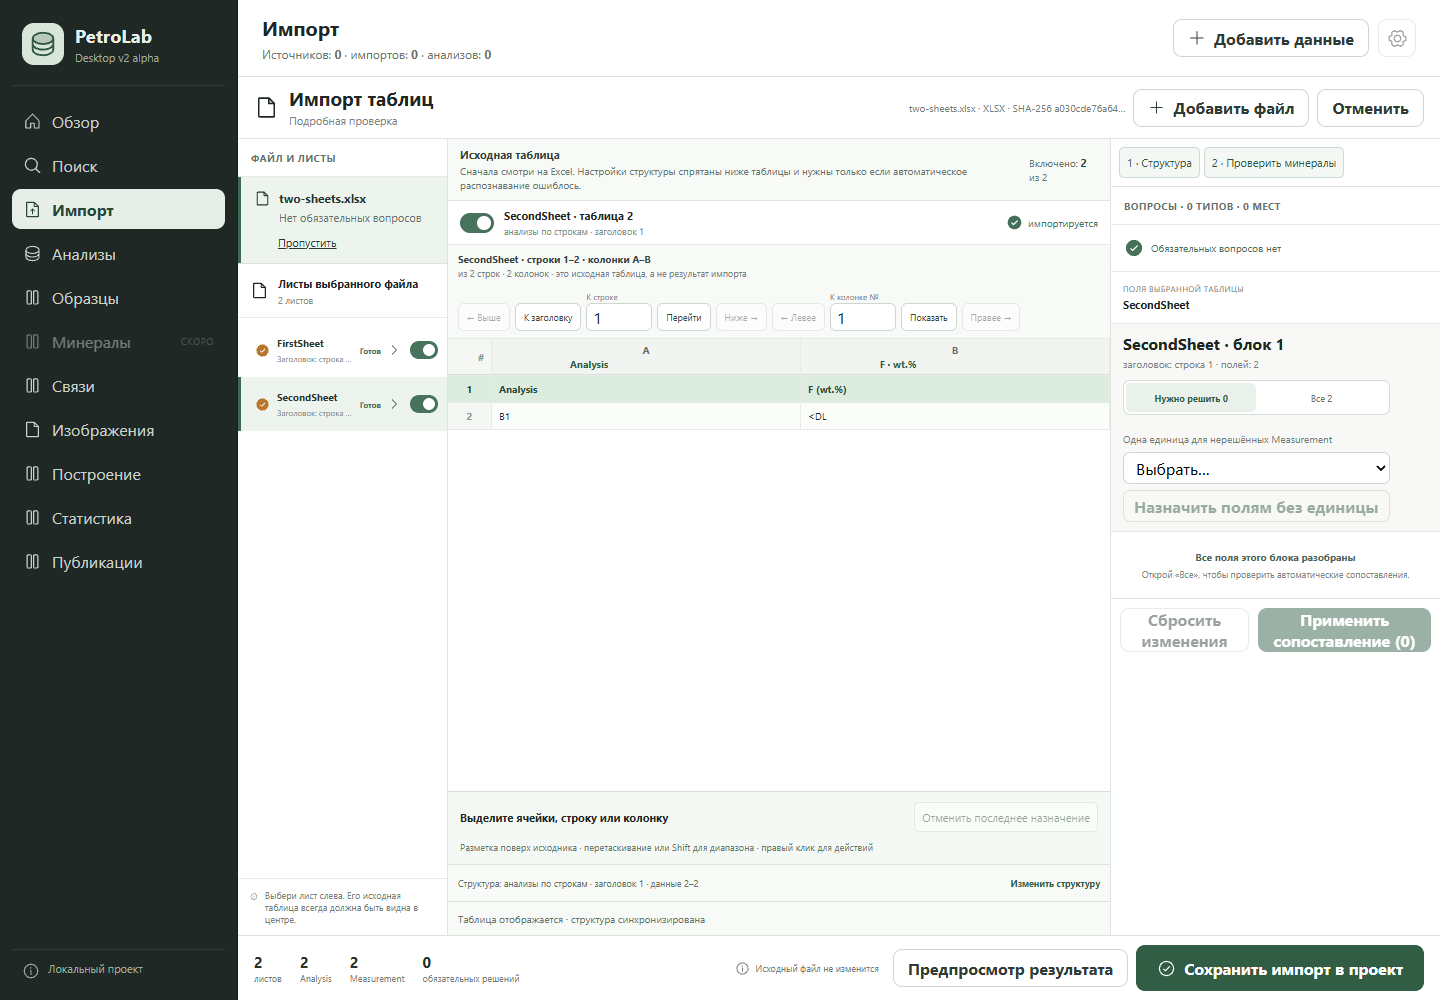 PetroLab
Desktop v2 alpha
Обзор
Поиск
Импорт
Анализы
Образцы
Минералы
СКОРО
Связи
Изображения
Построение
Статистика
Публикации
Локальный проект
Импорт
Источников: 0 · импортов: 0 · анализов: 0
Добавить данные
Импорт таблиц
Подробная проверка
two-sheets.xlsx · XLSX · SHA-256 a030cde76a64...
Добавить файл
Отменить
ФАЙЛ И ЛИСТЫ
two-sheets.xlsx
Нет обязательных вопросов
Пропустить
Листы выбранного файла
2 листов
FirstSheet
Заголовок: строка ...
Готов
SecondSheet
Заголовок: строка ...
Готов
Выбери лист слева. Его исходная
таблица всегда должна быть видна в
центре.
Исходная таблица
Сначала смотри на Excel. Настройки структуры спрятаны ниже таблицы и нужны только если автоматическое
распознавание ошиблось.
Включено: 2
из 2
SecondSheet · таблица 2
анализы по строкам · заголовок 1
импортируется
SecondSheet · строки 1–2 · колонки A–B
из 2 строк · 2 колонок · это исходная таблица, а не результат импорта
← Выше
К заголовку
К строке
1
Перейти
Ниже →
← Левее
К колонке №
1
Показать
Правее →
#
A
Analysis
B
F · wt.%
1
Analysis
F (wt.%)
2
B1
<DL
Выделите ячейки, строку или колонку
Отменить последнее назначение
Разметка поверх исходника · перетаскивание или Shift для диапазона · правый клик для действий
Структура: анализы по строкам · заголовок 1 · данные 2–2
Изменить структуру
Таблица отображается · структура синхронизирована
1 · Структура
2 · Проверить минералы
ВОПРОСЫ · 0 ТИПОВ · 0 МЕСТ
Обязательных вопросов нет
ПОЛЯ ВЫБРАННОЙ ТАБЛИЦЫ
SecondSheet
SecondSheet · блок 1
заголовок: строка 1 · полей: 2
Нужно решить 0
Все 2
Одна единица для нерешённых Measurement
Выбрать...
Назначить полям без единицы
Все поля этого блока разобраны
Открой «Все», чтобы проверить автоматические сопоставления.
Сбросить
изменения
Применить
сопоставление (0)
2
листов
2
Analysis
2
Measurement
0
обязательных решений
Исходный файл не изменится
Предпросмотр результата
Сохранить импорт в проект